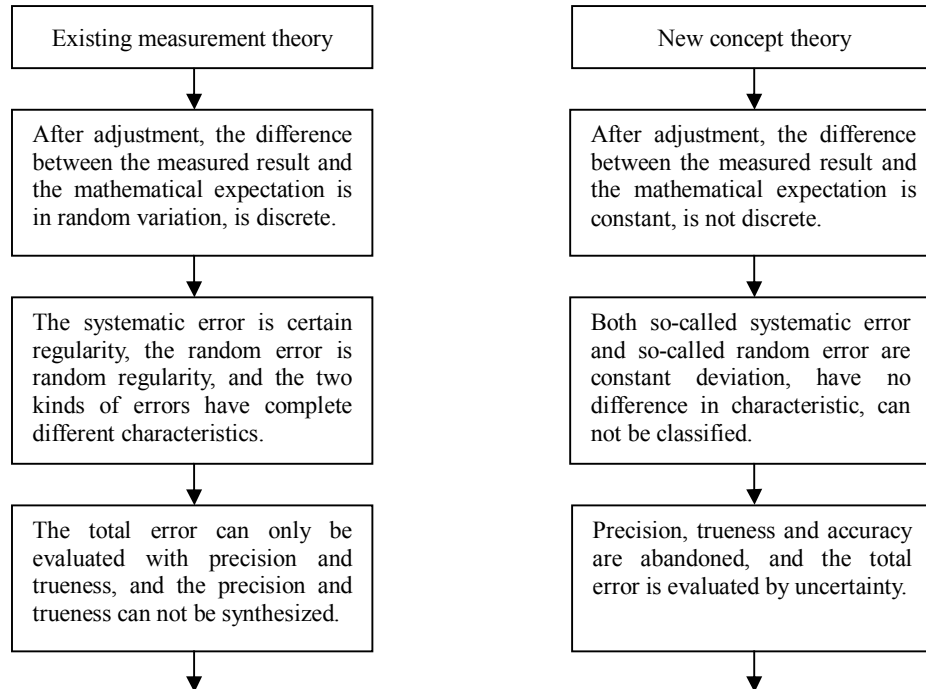 Existing measurement theory
After adjustment, the difference
between the measured result and
the mathematical expectation is
in random variation, is discrete.
The systematic error is certain
regularity, the random error is
random regularity, and the two
kinds of errors have complete
different characteristics.
The total error can only be
evaluated with precision and
trueness, and the precision and
trueness can not be synthesized.
New concept theory
After adjustment, the difference
between the measured result and
the mathematical expectation is
constant, is not discrete.
Both so-called systematic error
and so-called random error are
constant deviation, have no
difference in characteristic, can
not be classified.
Precision, trueness and accuracy
are abandoned, and the total
error is evaluated by uncertainty.